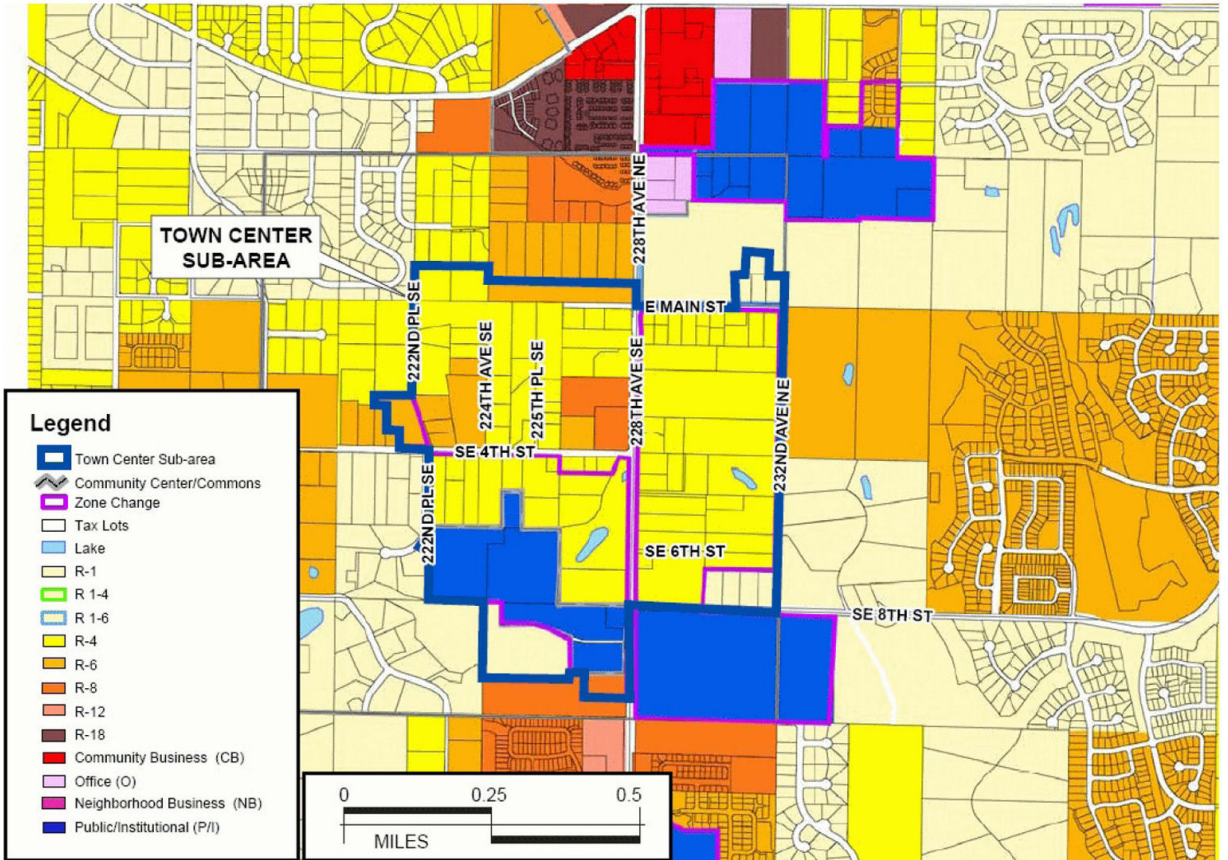 228TH AVE NE
TOWN CENTER
SUB-AREA
E MAIN ST
222ND PL SE
224TH AVE SE
225TH PL SE
228TH AVE SE
232ND AVE NE
SE 4TH ST
222ND PL SE
SE 6TH ST
SE 8TH ST
Legend
Town Center Sub-area
Community Center/Commons
Zone Change
Tax Lots
Lake
R-1
R 1-4
R 1-6
R-4
R-6
R-8
R-12
R-18
Community Business (CB)
Office (O)
Neighborhood Business (NB)
Public/Institutional (P/I)
0 0.25 0.5
MILES